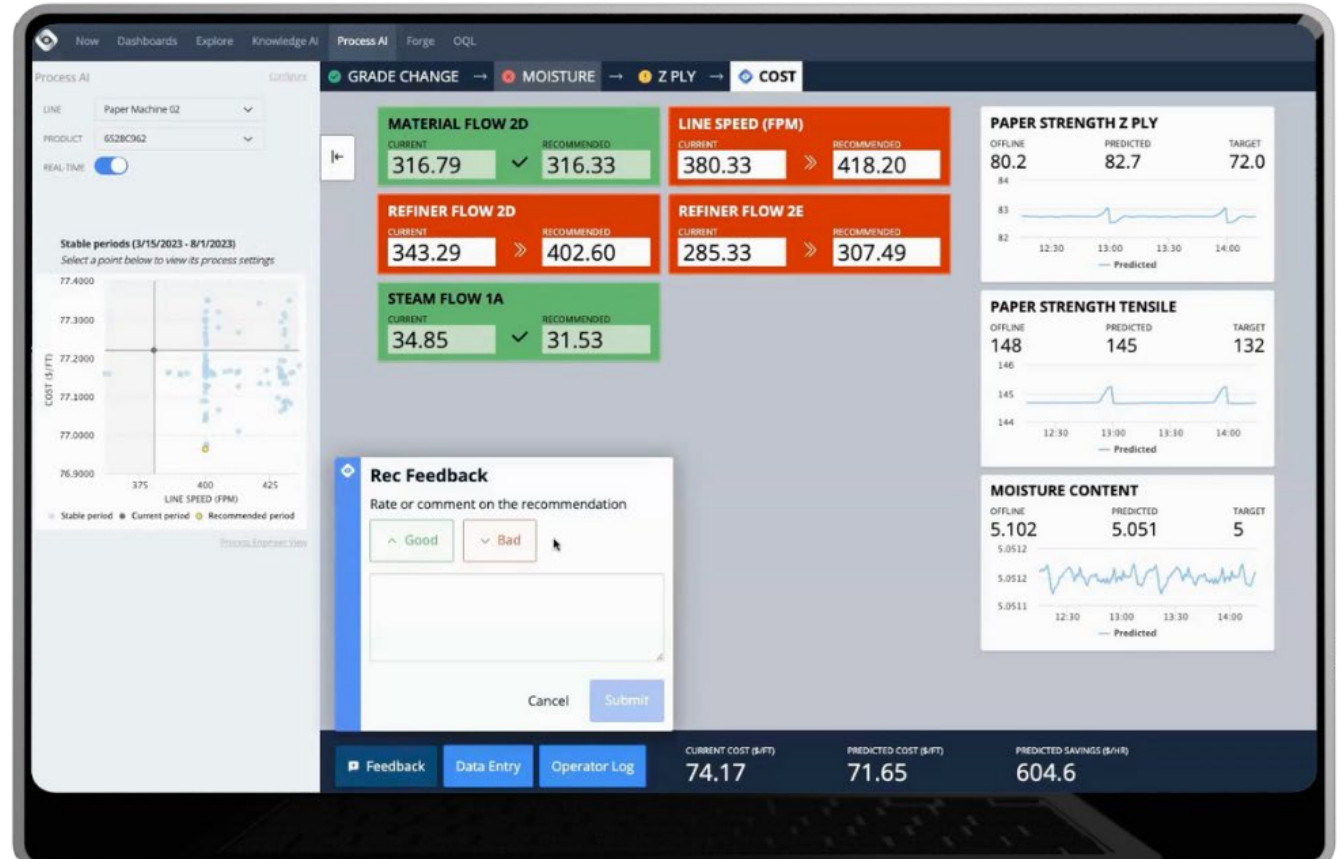 Now Dashboards Explore Knowledge AI Process AI Forge OQL
Process AI Configure
LINE Paper Machine 02
PRODUCT 6528C962
REAL-TIME
Stable periods (3/15/2023 - 8/1/2023)
Select a point below to view its process settings
COST ($/FT)
77.4000
77.3000
77.2000
77.1000
77.0000
76.9000
375 400 425
LINE SPEED (FPM)
Stable period Current period Recommended period
Process Engineer View
GRADE CHANGE → MOISTURE → Z PLY → COST
MATERIAL FLOW 2D
CURRENT RECOMMENDED
316.79 316.33
LINE SPEED (FPM)
CURRENT RECOMMENDED
380.33 418.20
REFINER FLOW 2D
CURRENT RECOMMENDED
343.29 402.60
REFINER FLOW 2E
CURRENT RECOMMENDED
285.33 307.49
STEAM FLOW 1A
CURRENT RECOMMENDED
34.85 31.53
Rec Feedback
Rate or comment on the recommendation
Good Bad
Cancel Submit
PAPER STRENGTH Z PLY
OFFLINE PREDICTED TARGET
80.2 82.7 72.0
84
83
82
12:30 13:00 13:30 14:00
Predicted
PAPER STRENGTH TENSILE
OFFLINE PREDICTED TARGET
148 145 132
146
145
144
12:30 13:00 13:30 14:00
Predicted
MOISTURE CONTENT
OFFLINE PREDICTED TARGET
5.102 5.051 5
5.0512
5.0512
5.0511
12:30 13:00 13:30 14:00
Predicted
Feedback Data Entry Operator Log
CURRENT COST ($/FT) PREDICTED COST ($/FT) PREDICTED SAVINGS ($/HR)
74.17 71.65 604.6